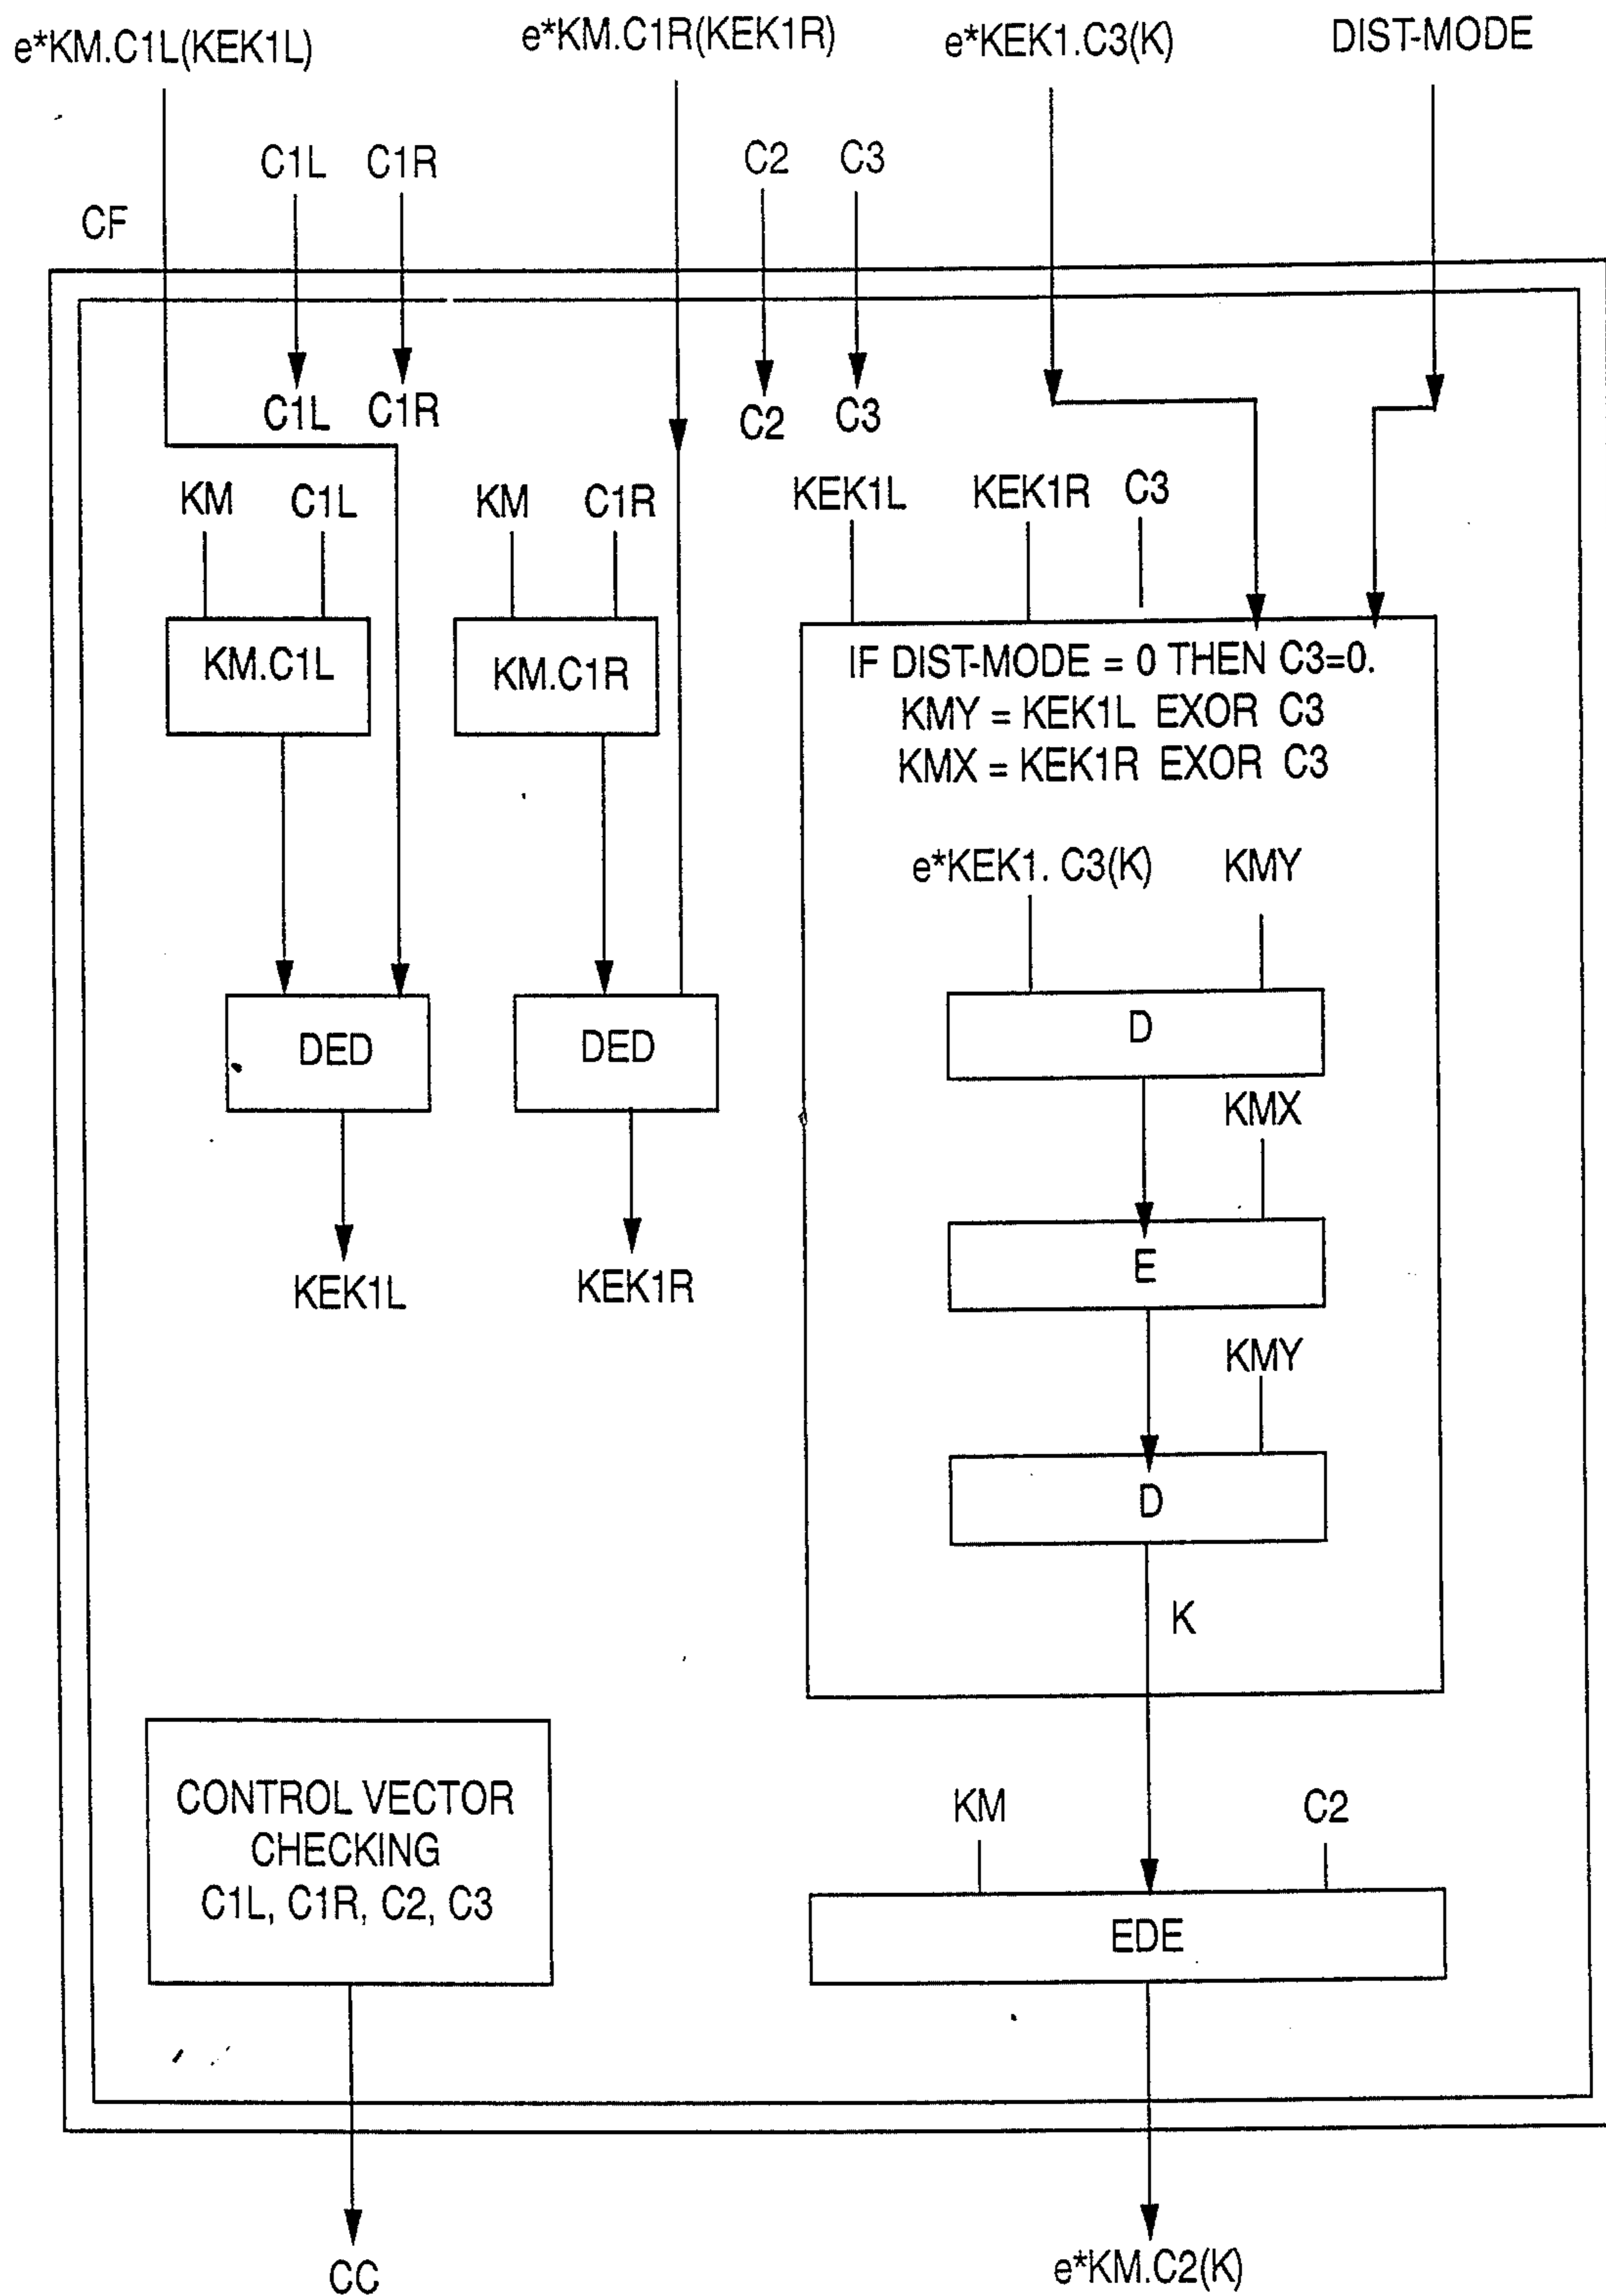 e*KM.C1L(KEK1L) e*KM.C1R(KEK1R) e*KEK1.C3(K) DIST-MODE
C1L C1R C2 C3
CF
C1L C1R C2 C3
KM C1L KM C1R KEK1L KEK1R C3
KM.C1L KM.C1R
IF DIST-MODE = 0 THEN C3=0.
KMY = KEK1L EXOR C3
KMX = KEK1R EXOR C3
e*KEK1. C3(K) KMY
DED DED D
KMX
E
KEK1L KEK1R
KMY
D
K
CONTROL VECTOR
CHECKING
C1L, C1R, C2, C3
KM C2
EDE
CC e*KM.C2(K)